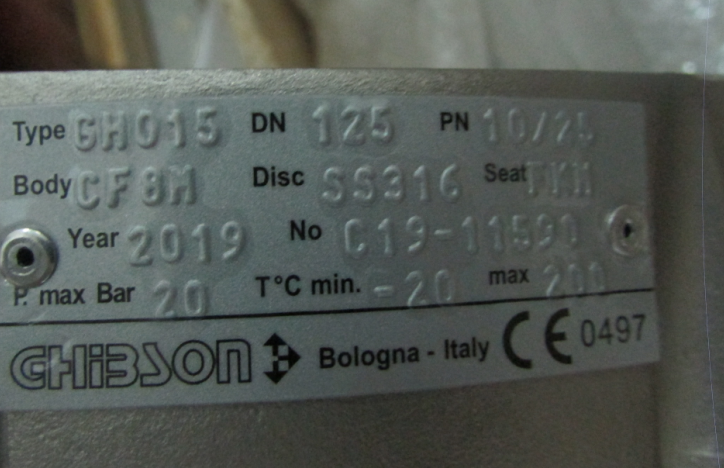 Type GH015 DN 125 PN 10/25
Body CF8M Disc SS316 Seat FKM
Year 2019 No C19-11590
P. max Bar 20 T°C min. -20 max 200
GHIBSON Bologna - Italy CE 0497